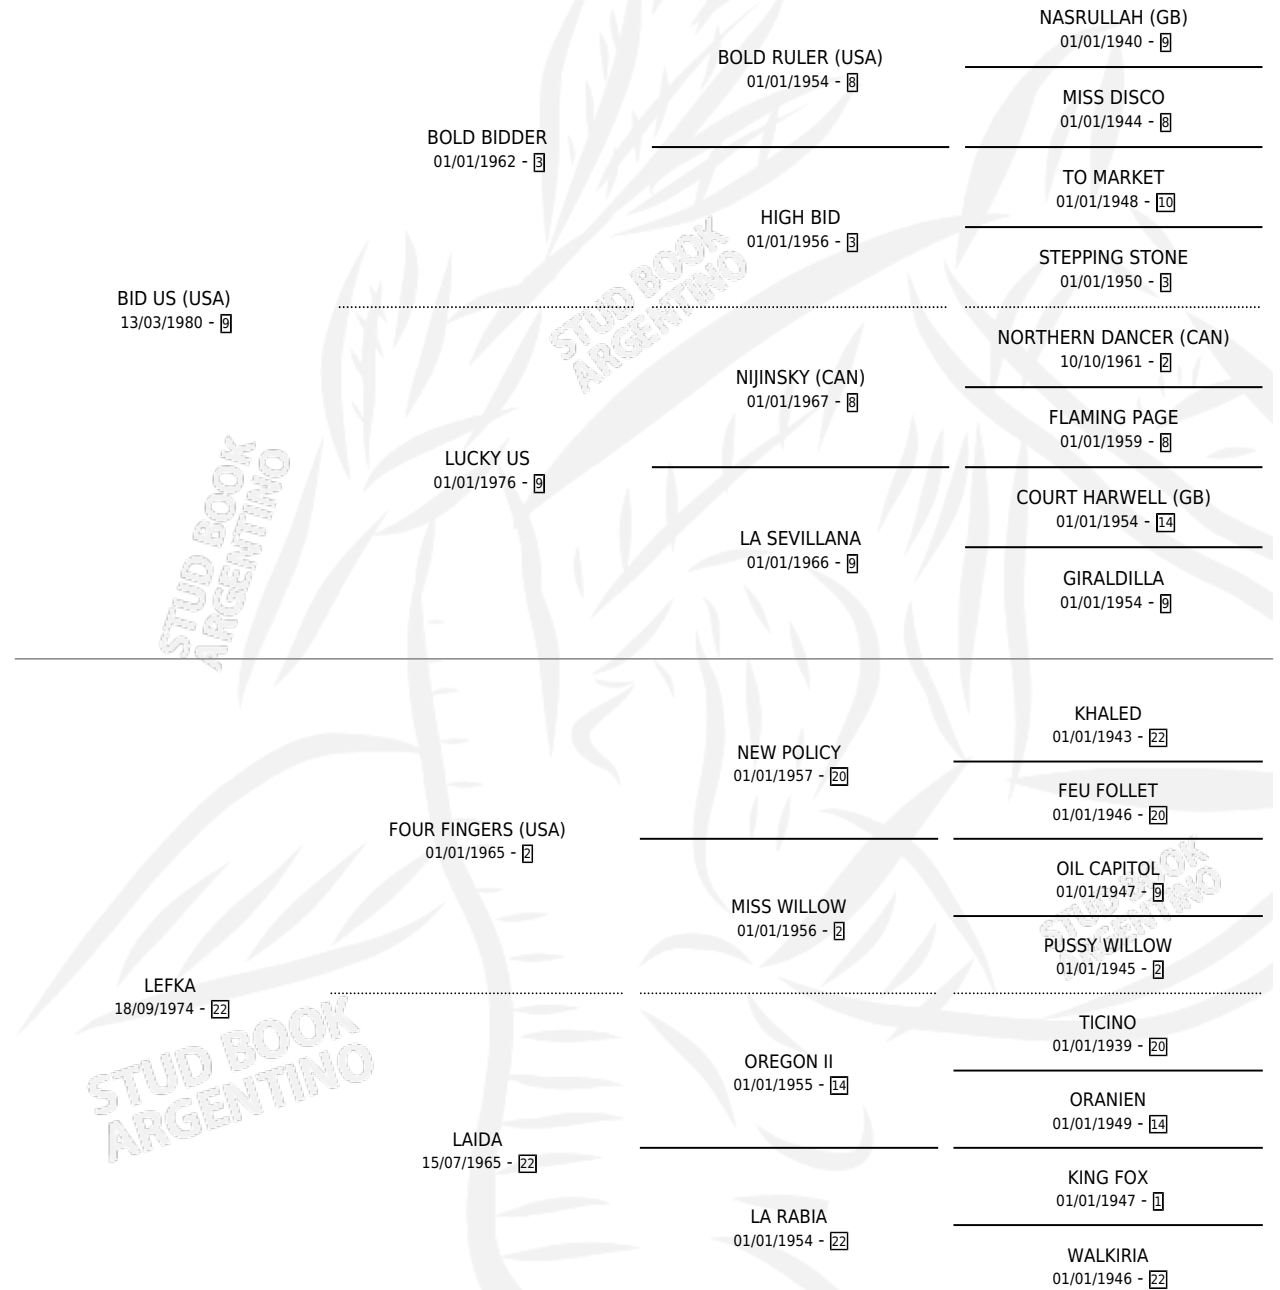 NASRULLAH (GB)
01/01/1940 - 9
BOLD RULER (USA)
01/01/1954 - 8
MISS DISCO
01/01/1944 - 8
BOLD BIDDER
01/01/1962 - 3
TO MARKET
01/01/1948 - 10
HIGH BID
01/01/1956 - 3
STEPPING STONE
01/01/1950 - 3
BID US (USA)
13/03/1980 - 9
NORTHERN DANCER (CAN)
10/10/1961 - 2
NIJINSKY (CAN)
01/01/1967 - 8
FLAMING PAGE
01/01/1959 - 8
LUCKY US
01/01/1976 - 9
COURT HARWELL (GB)
01/01/1954 - 14
LA SEVILLANA
01/01/1966 - 9
GIRALDILLA
01/01/1954 - 9
STUD BOOK
ARGENTINO
STUD BOOK
ARGENTINO
KHALED
01/01/1943 - 22
NEW POLICY
01/01/1957 - 20
FEU FOLLET
01/01/1946 - 20
FOUR FINGERS (USA)
01/01/1965 - 2
OIL CAPITOL
01/01/1947 - 9
MISS WILLOW
01/01/1956 - 2
PUSSY WILLOW
01/01/1945 - 2
STUD BOOK
ARGENTINO
LEFKA
18/09/1974 - 22
TICINO
01/01/1939 - 20
OREGON II
01/01/1955 - 14
ORANIEN
01/01/1949 - 14
LAIDA
15/07/1965 - 22
KING FOX
01/01/1947 - 1
LA RABIA
01/01/1954 - 22
WALKIRIA
01/01/1946 - 22
STUD BOOK
ARGENTINO